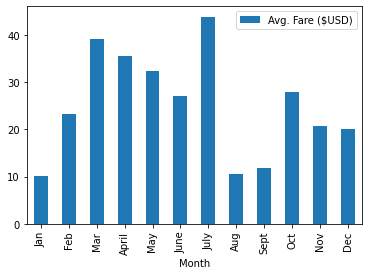 Avg. Fare ($USD)
40
30
20
10
0
Jan
Feb
Mar
April
May
June
July
Aug
Sept
Oct
Nov
Dec
Month